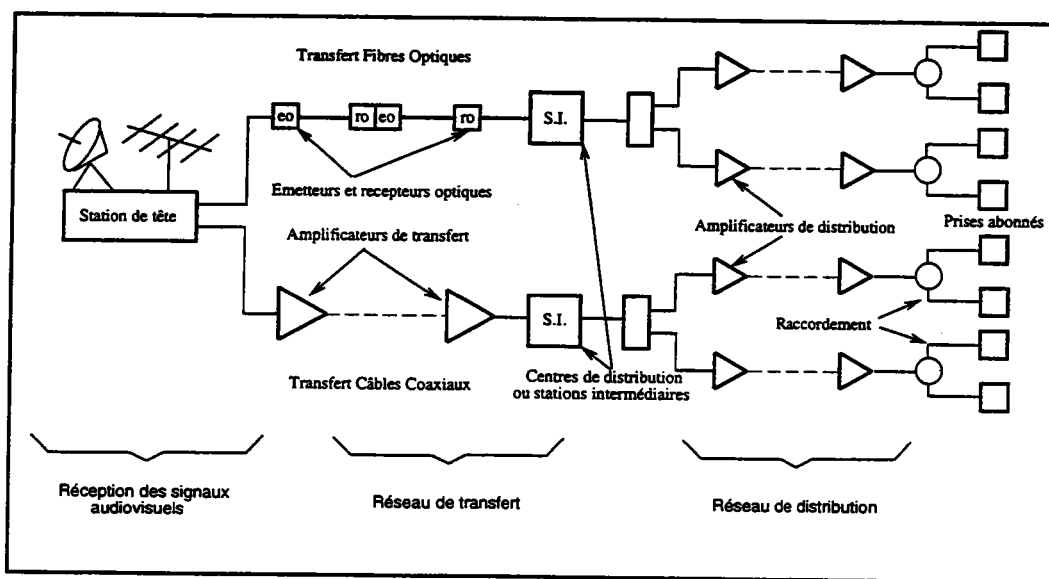 Transfert Fibres Optiques
eo
ro
eo
ro
S.I.
Emetteurs et recepteurs optiques
Station de tête
Amplificateurs de transfert
Amplificateurs de distribution
Prises abonnés
S.I.
Raccordement
Transfert Câbles Coaxiaux
Centres de distribution
ou stations intermédiaires
Réception des signaux
audiovisuels
Réseau de transfert
Réseau de distribution